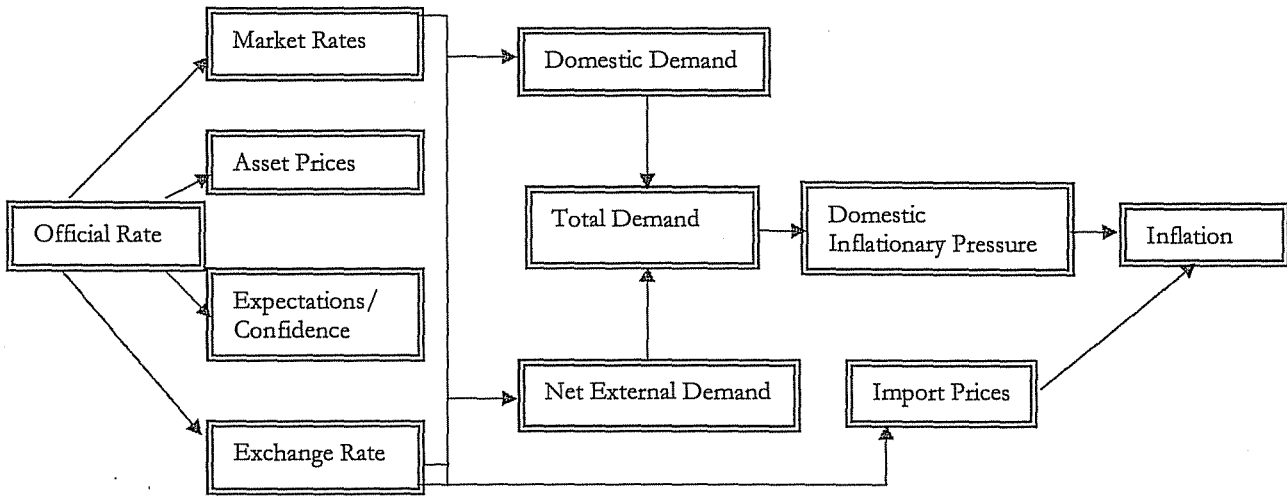 Market Rates
Domestic Demand
Asset Prices
Official Rate
Total Demand
Domestic
Inflationary Pressure
Inflation
Expectations/
Confidence
Net External Demand
Import Prices
Exchange Rate